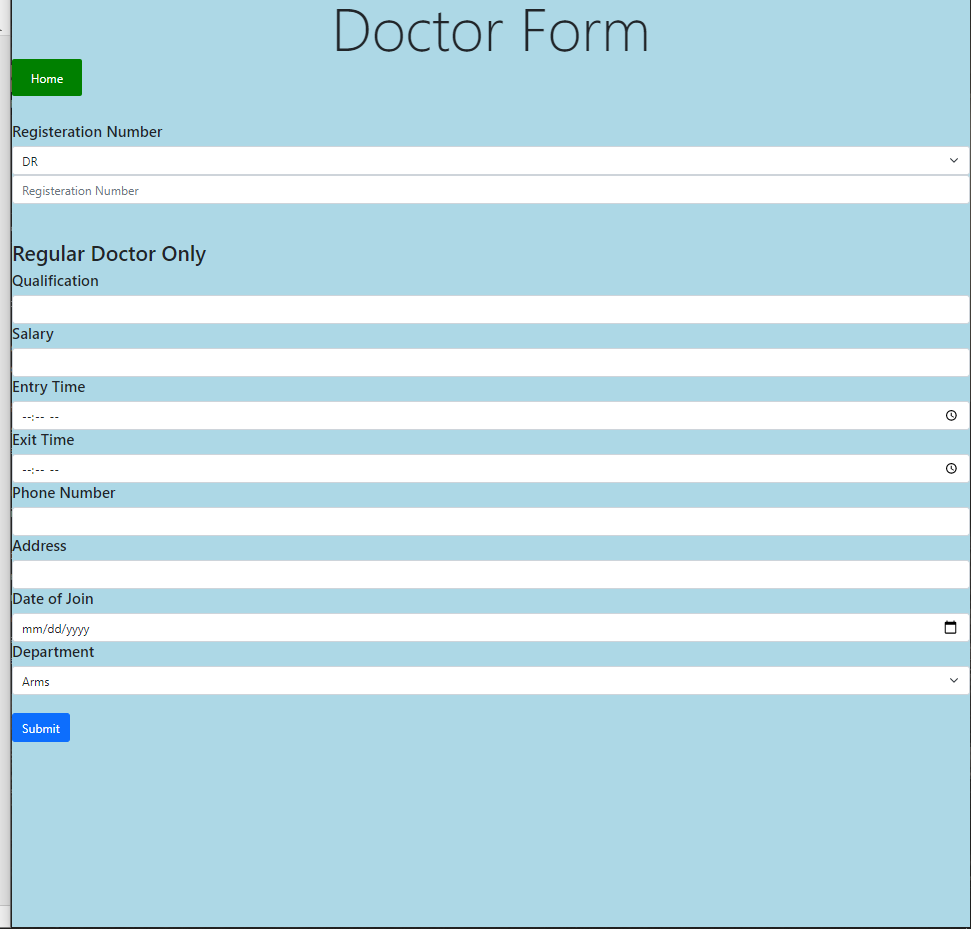 Doctor Form
Home
Registeration Number
DR
Registeration Number
Regular Doctor Only
Qualification
Salary
Entry Time
--:-- --
Exit Time
--:-- --
Phone Number
Address
Date of Join
mm/dd/yyyy
Department
Arms
Submit